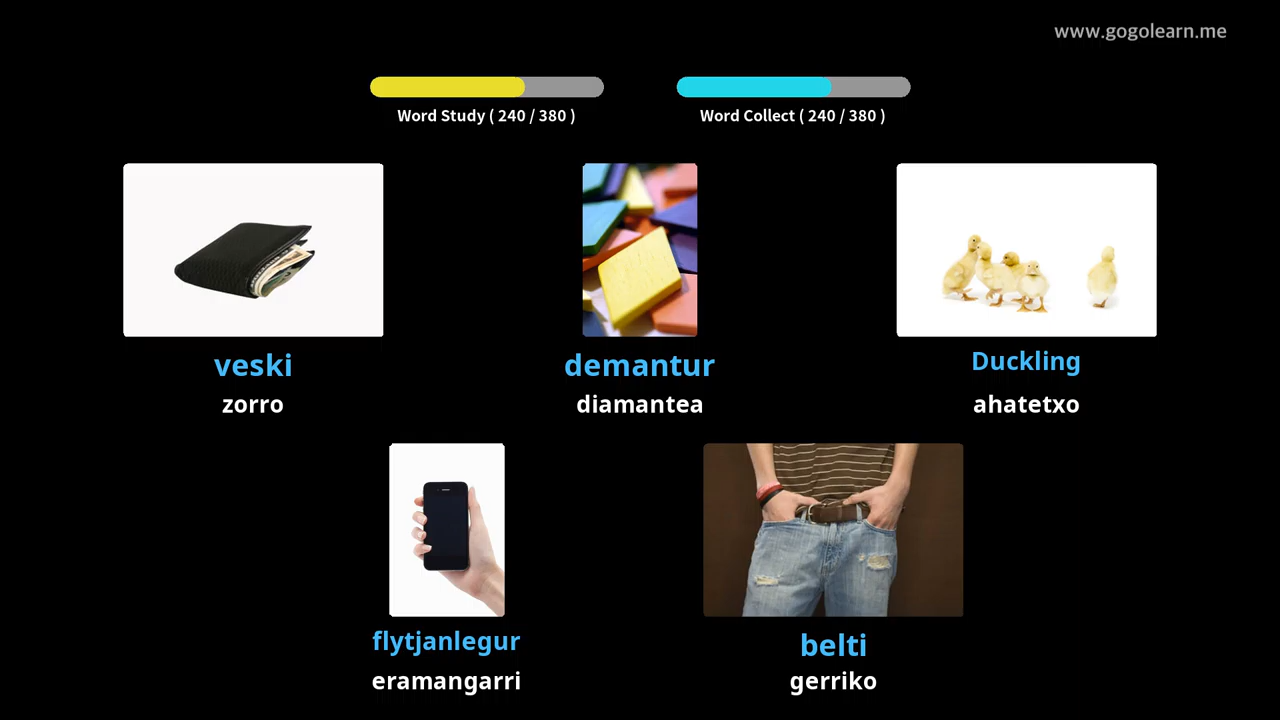 www.gogolearn.me
Word Study ( 240 / 380 )
Word Collect ( 240 / 380 )
veski
demantur
Duckling
zorro
diamantea
ahatetxo
flytjanlegur
belti
eramangarri
gerriko